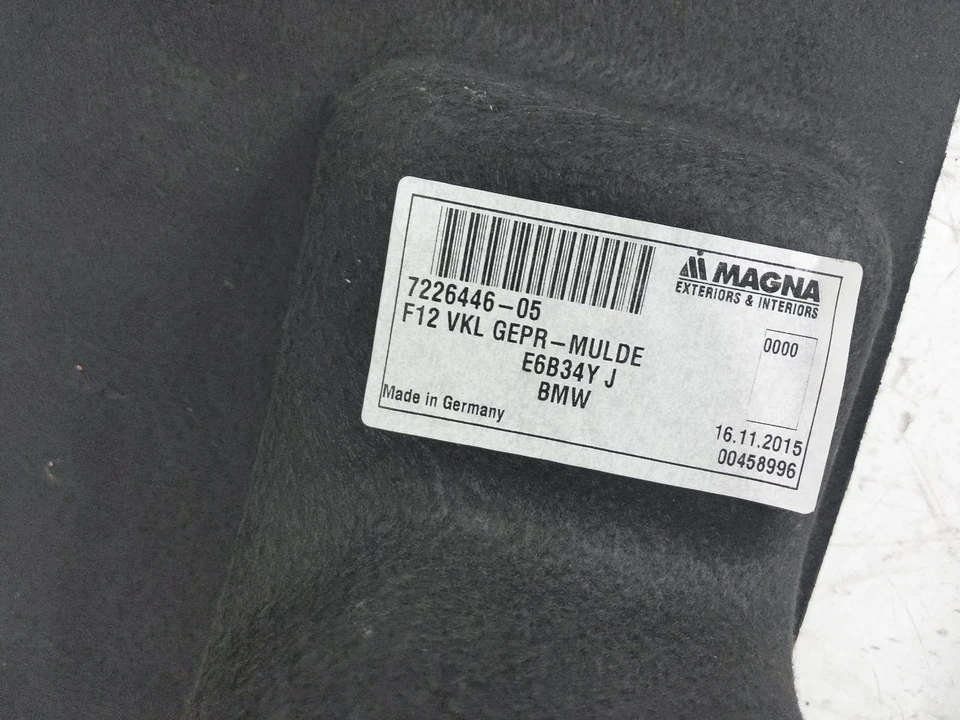 MAGNA
EXTERIORS & INTERIORS
7226446-05
F12 VKL GEPR-MULDE
E6B34Y J
BMW
0000
Made in Germany
16.11.2015
00458996